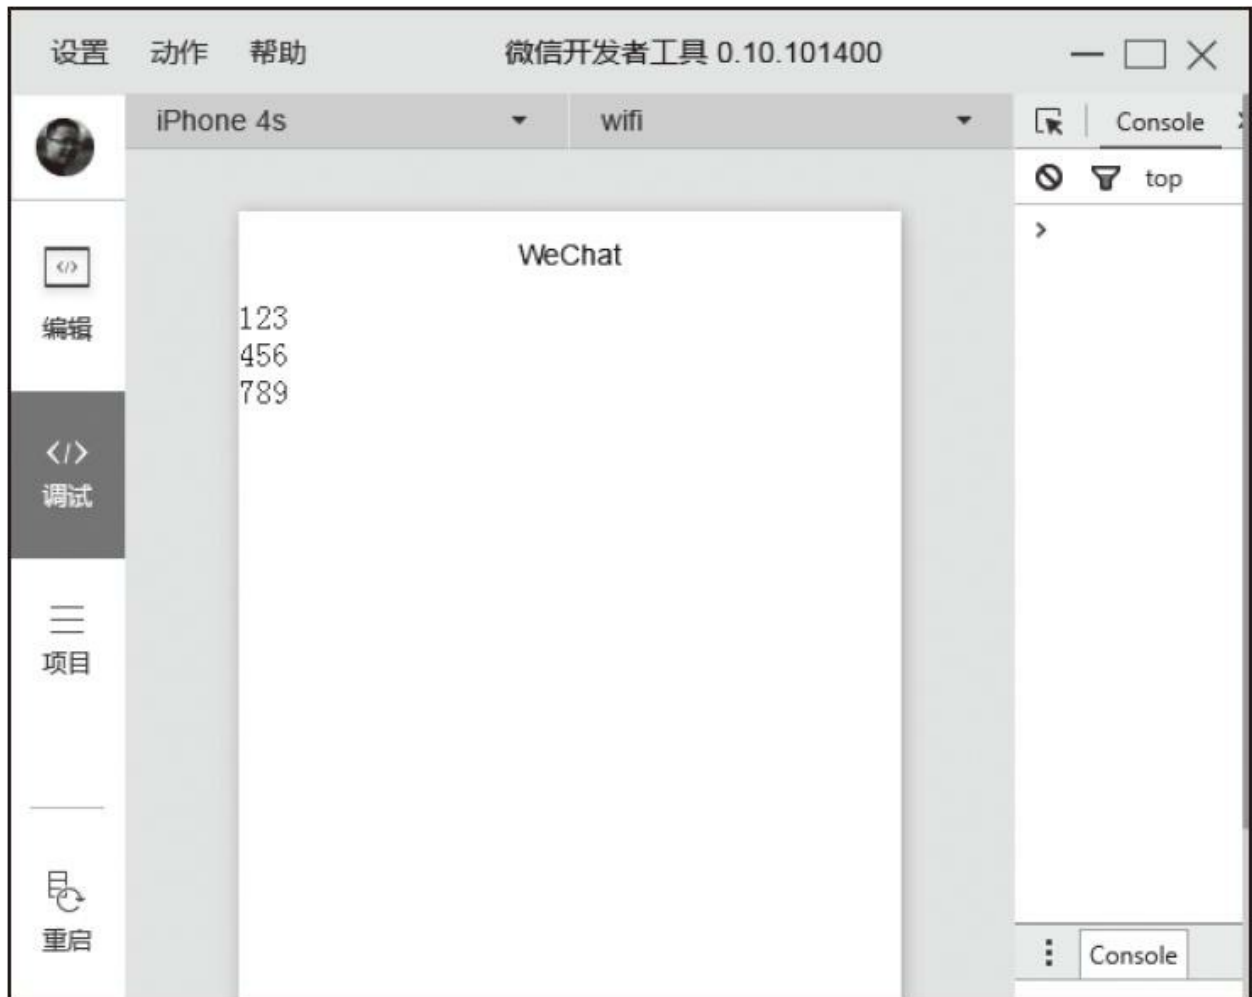 设置 动作 帮助 微信开发者工具 0.10.101400
iPhone 4s wifi Console
top
WeChat
123
456
789
编辑
调试
项目
重启
Console